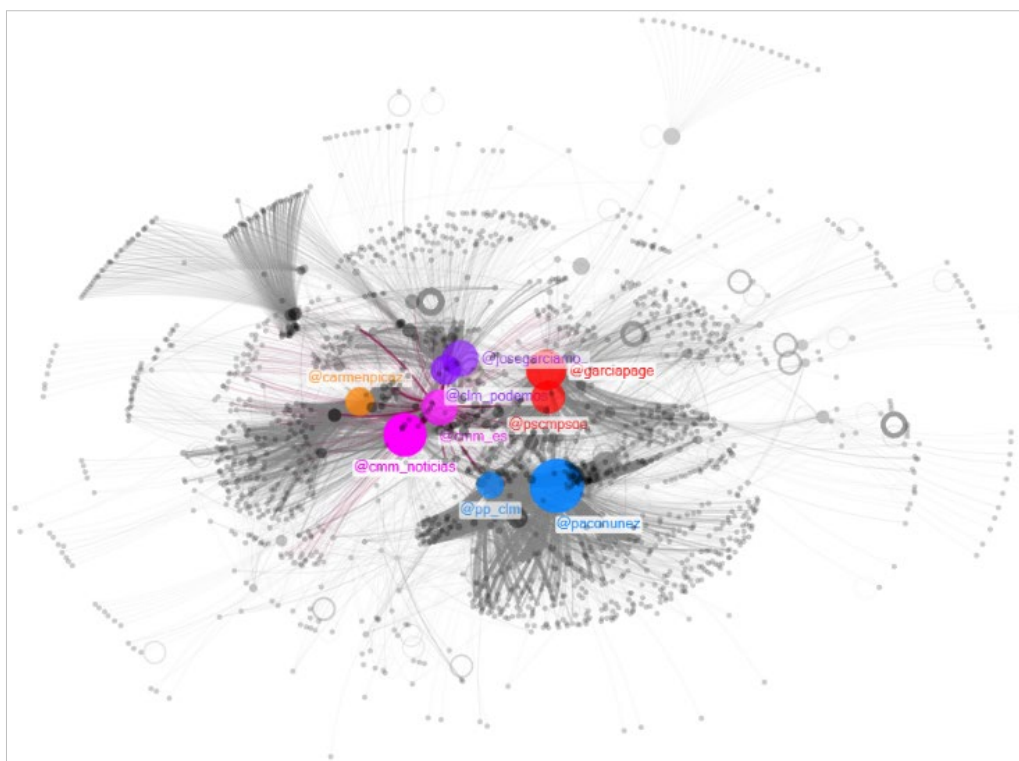 @josegarciamo_
@garciapage
@carmenpicaz
@clm_podemos
@pscmpsoe
@cmm_es
@cmm_noticias
@pp_clm
@paconunez